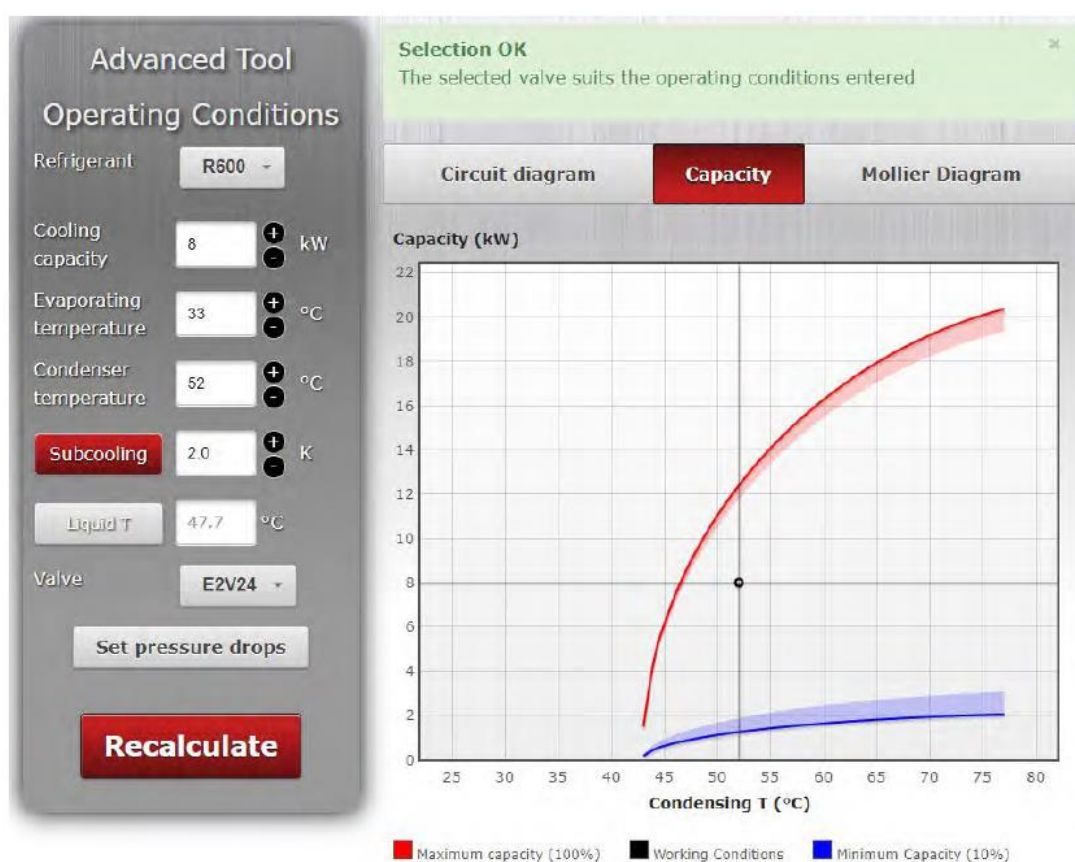 Advanced Tool
Operating Conditions
Refrigerant
R600
Cooling
capacity
8
kW
Evaporating
temperature
33
°C
Condenser
temperature
52
°C
Subcooling
2.0
K
Liquid T
47.7
°C
Valve
E2V24
Set pressure drops
Recalculate
Selection OK
The selected valve suits the operating conditions entered
×
Circuit diagram
Capacity
Mollier Diagram
Capacity (kW)
22
20
18
16
14
12
10
8
6
4
2
0
25 30 35 40 45 50 55 60 65 70 75 80
Condensing T (°C)
Maximum capacity (100%) Working Conditions Minimum Capacity (10%)